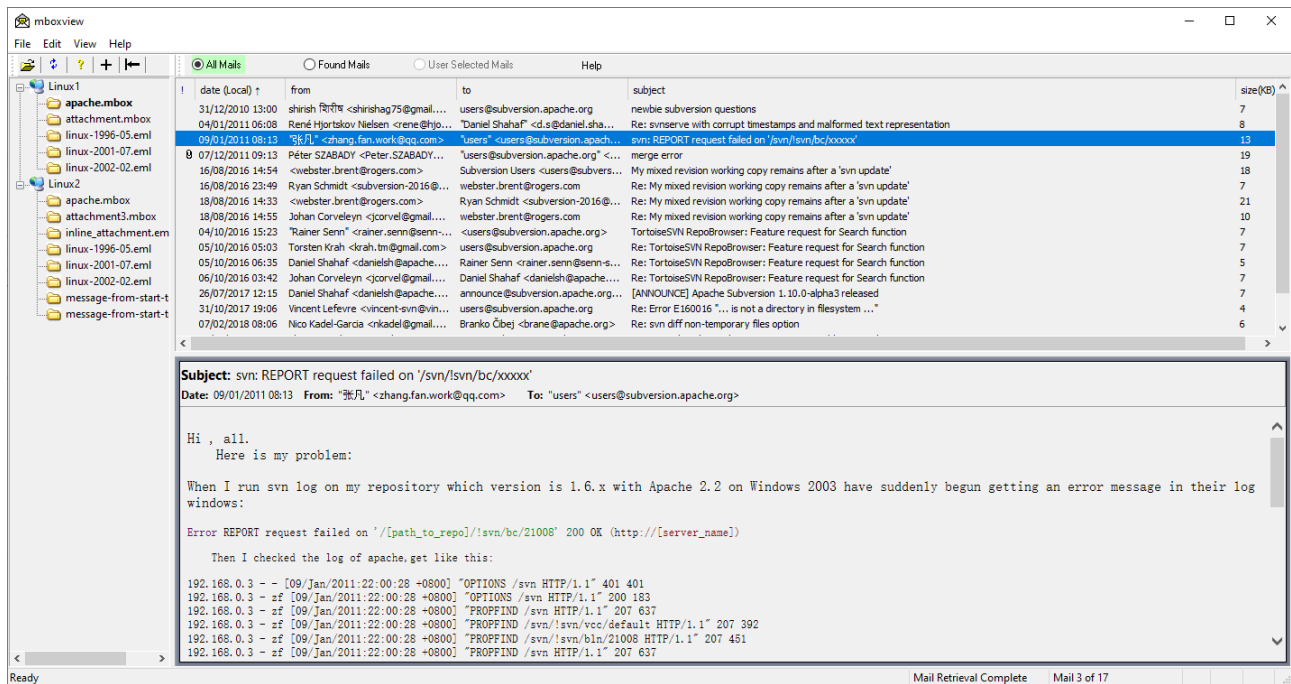 mboxview
File Edit View Help
All Mails Found Mails User Selected Mails Help
Linux1
apache.mbox
attachment.mbox
linux-1996-05.eml
linux-2001-07.eml
linux-2002-02.eml
Linux2
apache.mbox
attachment3.mbox
inline_attachment.em
linux-1996-05.eml
linux-2001-07.eml
linux-2002-02.eml
message-from-start-t
message-from-start-t
! date (Local) ↑ from to subject size(KB)
31/12/2010 13:00 shirish शिरीष <shirishag75@gmail.... users@subversion.apache.org newbie subversion questions 7
04/01/2011 06:08 René Hjortskov Nielsen <rene@hjo... "Daniel Shahaf" <d.s@daniel.sha... Re: svnserve with corrupt timestamps and malformed text representation 8
09/01/2011 08:13 "张凡" <zhang.fan.work@qq.com> "users" <users@subversion.apach... svn: REPORT request failed on '/svn/!svn/bc/xxxxx' 13
07/12/2011 09:13 Péter SZABADY <Peter.SZABADY... "users@subversion.apache.org" <... merge error 19
16/08/2016 14:54 <webster.brent@rogers.com> Subversion Users <users@subvers... My mixed revision working copy remains after a 'svn update' 18
16/08/2016 23:49 Ryan Schmidt <subversion-2016@... webster.brent@rogers.com Re: My mixed revision working copy remains after a 'svn update' 7
18/08/2016 14:33 <webster.brent@rogers.com> Ryan Schmidt <subversion-2016@... Re: My mixed revision working copy remains after a 'svn update' 21
18/08/2016 14:55 Johan Corveleyn <jcorvel@gmail.... webster.brent@rogers.com Re: My mixed revision working copy remains after a 'svn update' 10
04/10/2016 15:23 "Rainer Senn" <rainer.senn@senn-... <users@subversion.apache.org> TortoiseSVN RepoBrowser: Feature request for Search function 7
05/10/2016 05:03 Torsten Krah <krah.tm@gmail.com> users@subversion.apache.org Re: TortoiseSVN RepoBrowser: Feature request for Search function 7
05/10/2016 06:35 Daniel Shahaf <danielsh@apache.... Rainer Senn <rainer.senn@senn-s... Re: TortoiseSVN RepoBrowser: Feature request for Search function 5
06/10/2016 03:42 Johan Corveleyn <jcorvel@gmail.... Daniel Shahaf <danielsh@apache.... Re: TortoiseSVN RepoBrowser: Feature request for Search function 7
26/07/2017 12:15 Daniel Shahaf <danielsh@apache.... announce@subversion.apache.org... [ANNOUNCE] Apache Subversion 1.10.0-alpha3 released 7
31/10/2017 19:06 Vincent Lefevre <vincent-svn@vin... users@subversion.apache.org Re: Error E160016 "... is not a directory in filesystem ..." 4
07/02/2018 08:06 Nico Kadel-Garcia <nkadel@gmail.... Branko Čibej <brane@apache.org> Re: svn diff non-temporary files option 6
Subject: svn: REPORT request failed on '/svn/!svn/bc/xxxxx'
Date: 09/01/2011 08:13 From: "张凡" <zhang.fan.work@qq.com> To: "users" <users@subversion.apache.org>
Hi , all.
Here is my problem:
When I run svn log on my repository which version is 1.6.x with Apache 2.2 on Windows 2003 have suddenly begun getting an error message in their log
windows:
Error REPORT request failed on '/[path_to_repo]/!svn/bc/21008' 200 OK (http://[server_name])
Then I checked the log of apache,get like this:
192.168.0.3 - - [09/Jan/2011:22:00:28 +0800] "OPTIONS /svn HTTP/1.1" 401 401
192.168.0.3 - zf [09/Jan/2011:22:00:28 +0800] "OPTIONS /svn HTTP/1.1" 200 183
192.168.0.3 - zf [09/Jan/2011:22:00:28 +0800] "PROPFIND /svn HTTP/1.1" 207 637
192.168.0.3 - zf [09/Jan/2011:22:00:28 +0800] "PROPFIND /svn/!svn/vcc/default HTTP/1.1" 207 392
192.168.0.3 - zf [09/Jan/2011:22:00:28 +0800] "PROPFIND /svn/!svn/bln/21008 HTTP/1.1" 207 451
192.168.0.3 - zf [09/Jan/2011:22:00:28 +0800] "PROPFIND /svn HTTP/1.1" 207 637
Ready Mail Retrieval Complete Mail 3 of 17